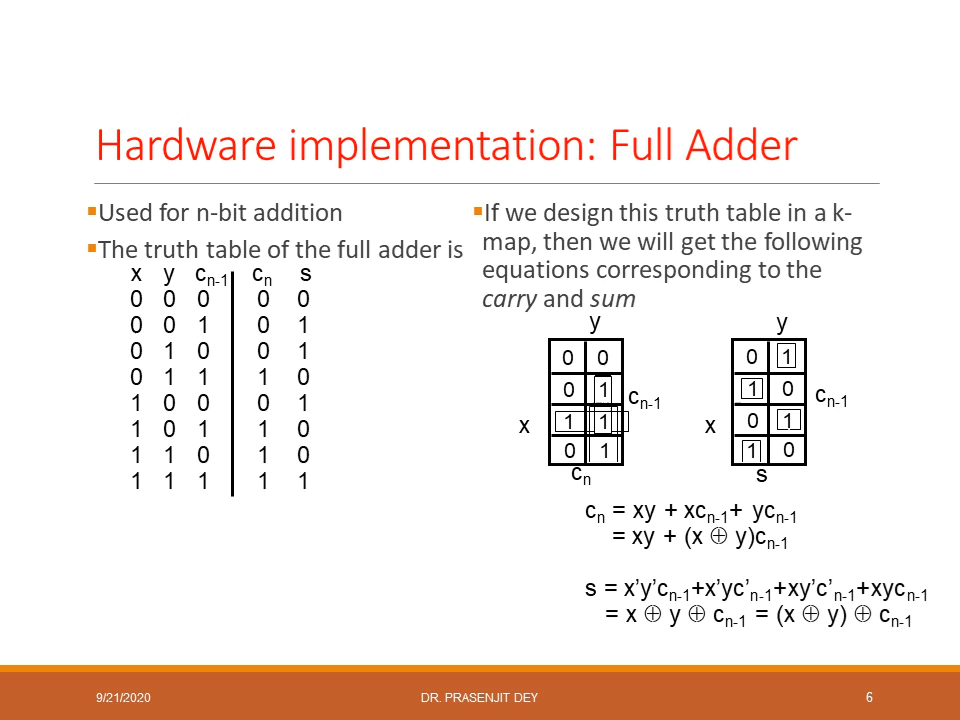 Hardware implementation: Full Adder
▪Used for n-bit addition
▪The truth table of the full adder is
x y cn-1 cn s
0 0 0 0 0
0 0 1 0 1
0 1 0 0 1
0 1 1 1 0
1 0 0 0 1
1 0 1 1 0
1 1 0 1 0
1 1 1 1 1
▪If we design this truth table in a k-
map, then we will get the following
equations corresponding to the
carry and sum
y
0 0
0 1
cn-1
x
1 1
0 1
cn
y
0 1
1 0
cn-1
x
0 1
1 0
s
cn = xy + xcn-1+ ycn-1
= xy + (x ⊕ y)cn-1
s = x’y’cn-1+x’yc’n-1+xy’c’n-1+xycn-1
= x ⊕ y ⊕ cn-1 = (x ⊕ y) ⊕ cn-1
9/21/2020 DR. PRASENJIT DEY 6